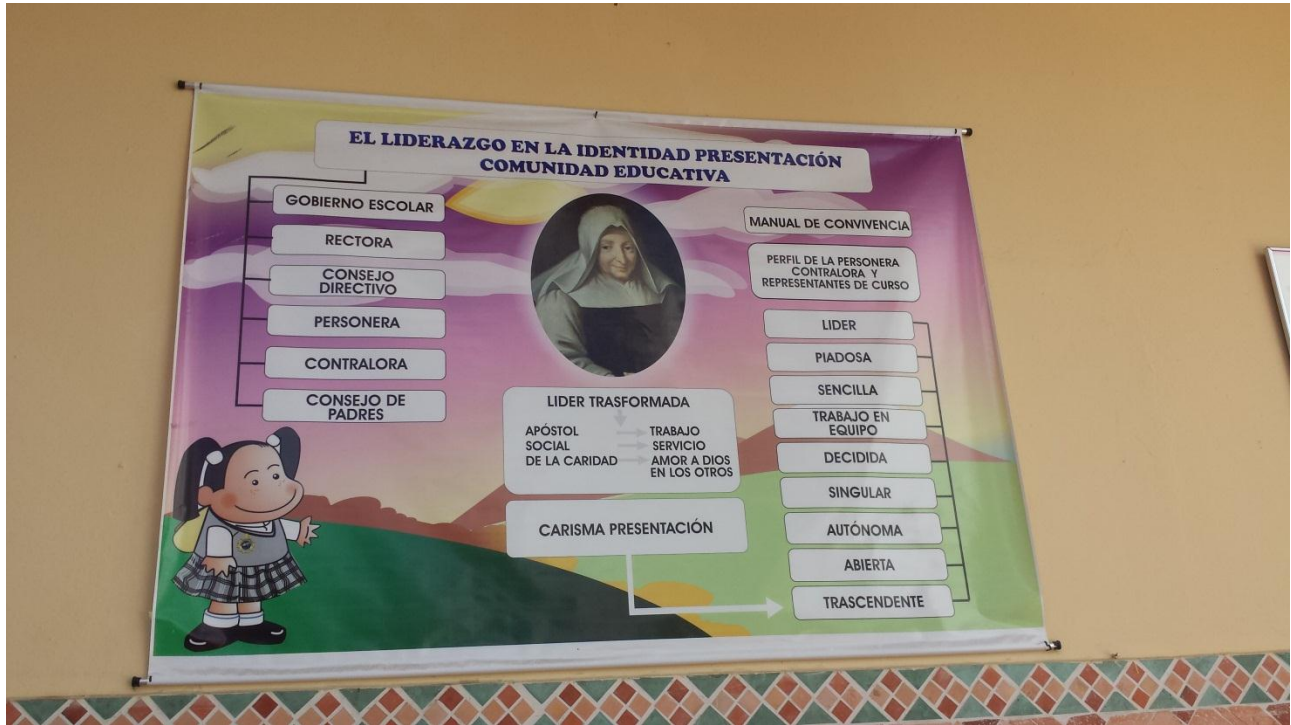 EL LIDERAZGO EN LA IDENTIDAD PRESENTACIÓN
COMUNIDAD EDUCATIVA
GOBIERNO ESCOLAR
RECTORA
CONSEJO
DIRECTIVO
PERSONERA
CONTRALORA
CONSEJO DE
PADRES
LIDER TRASFORMADA
APÓSTOL TRABAJO
SOCIAL SERVICIO
DE LA CARIDAD AMOR A DIOS
EN LOS OTROS
CARISMA PRESENTACIÓN
MANUAL DE CONVIVENCIA
PERFIL DE LA PERSONERA
CONTRALORA Y
REPRESENTANTES DE CURSO
LIDER
PIADOSA
SENCILLA
TRABAJO EN
EQUIPO
DECIDIDA
SINGULAR
AUTÓNOMA
ABIERTA
TRASCENDENTE